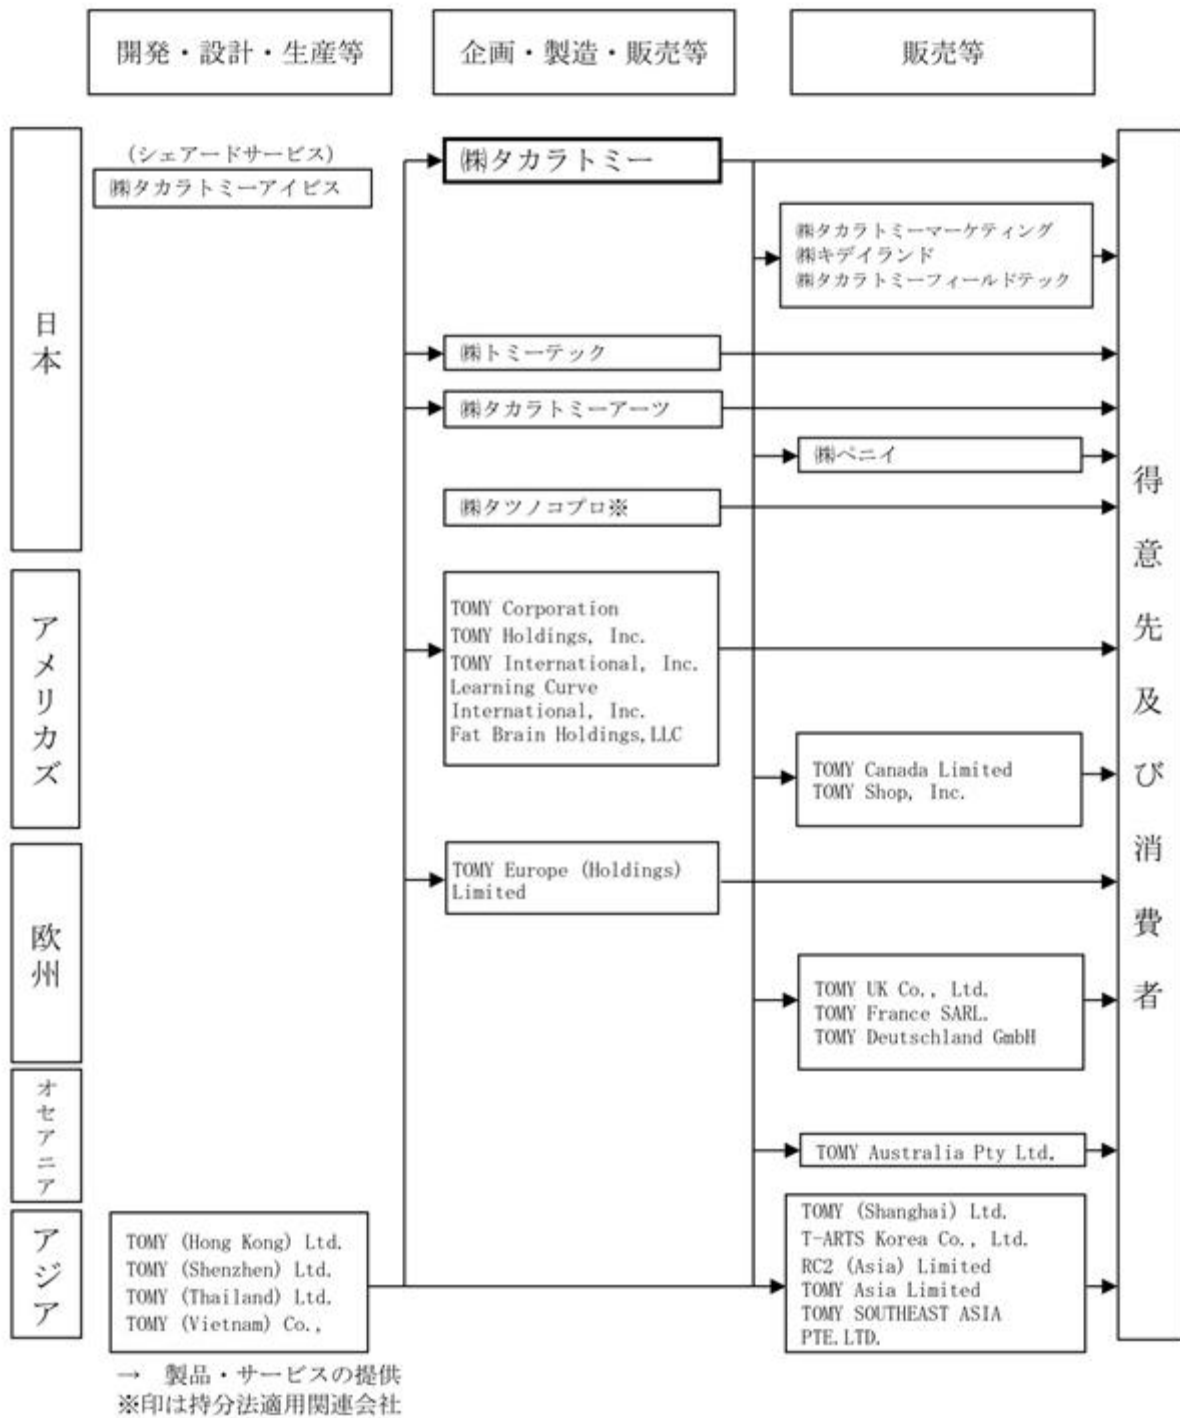 開発・設計・生産等
企画・製造・販売等
販売等
日本
(シェアードサービス)
㈱タカラトミーアイビス
㈱タカラトミー
㈱タカラトミーマーケティング
㈱キデイランド
㈱タカラトミーフィールドテック
㈱トミーテック
㈱タカラトミーアーツ
㈱ペニイ
㈱タツノコプロ※
アメリカズ
TOMY Corporation
TOMY Holdings, Inc.
TOMY International, Inc.
Learning Curve
International, Inc.
Fat Brain Holdings,LLC
TOMY Canada Limited
TOMY Shop, Inc.
欧州
TOMY Europe (Holdings)
Limited
TOMY UK Co., Ltd.
TOMY France SARL.
TOMY Deutschland GmbH
オセアニア
TOMY Australia Pty Ltd.
アジア
TOMY (Hong Kong) Ltd.
TOMY (Shenzhen) Ltd.
TOMY (Thailand) Ltd.
TOMY (Vietnam) Co.,
TOMY (Shanghai) Ltd.
T-ARTS Korea Co., Ltd.
RC2 (Asia) Limited
TOMY Asia Limited
TOMY SOUTHEAST ASIA
PTE.LTD.
得意先及び消費者
→ 製品・サービスの提供
※印は持分法適用関連会社